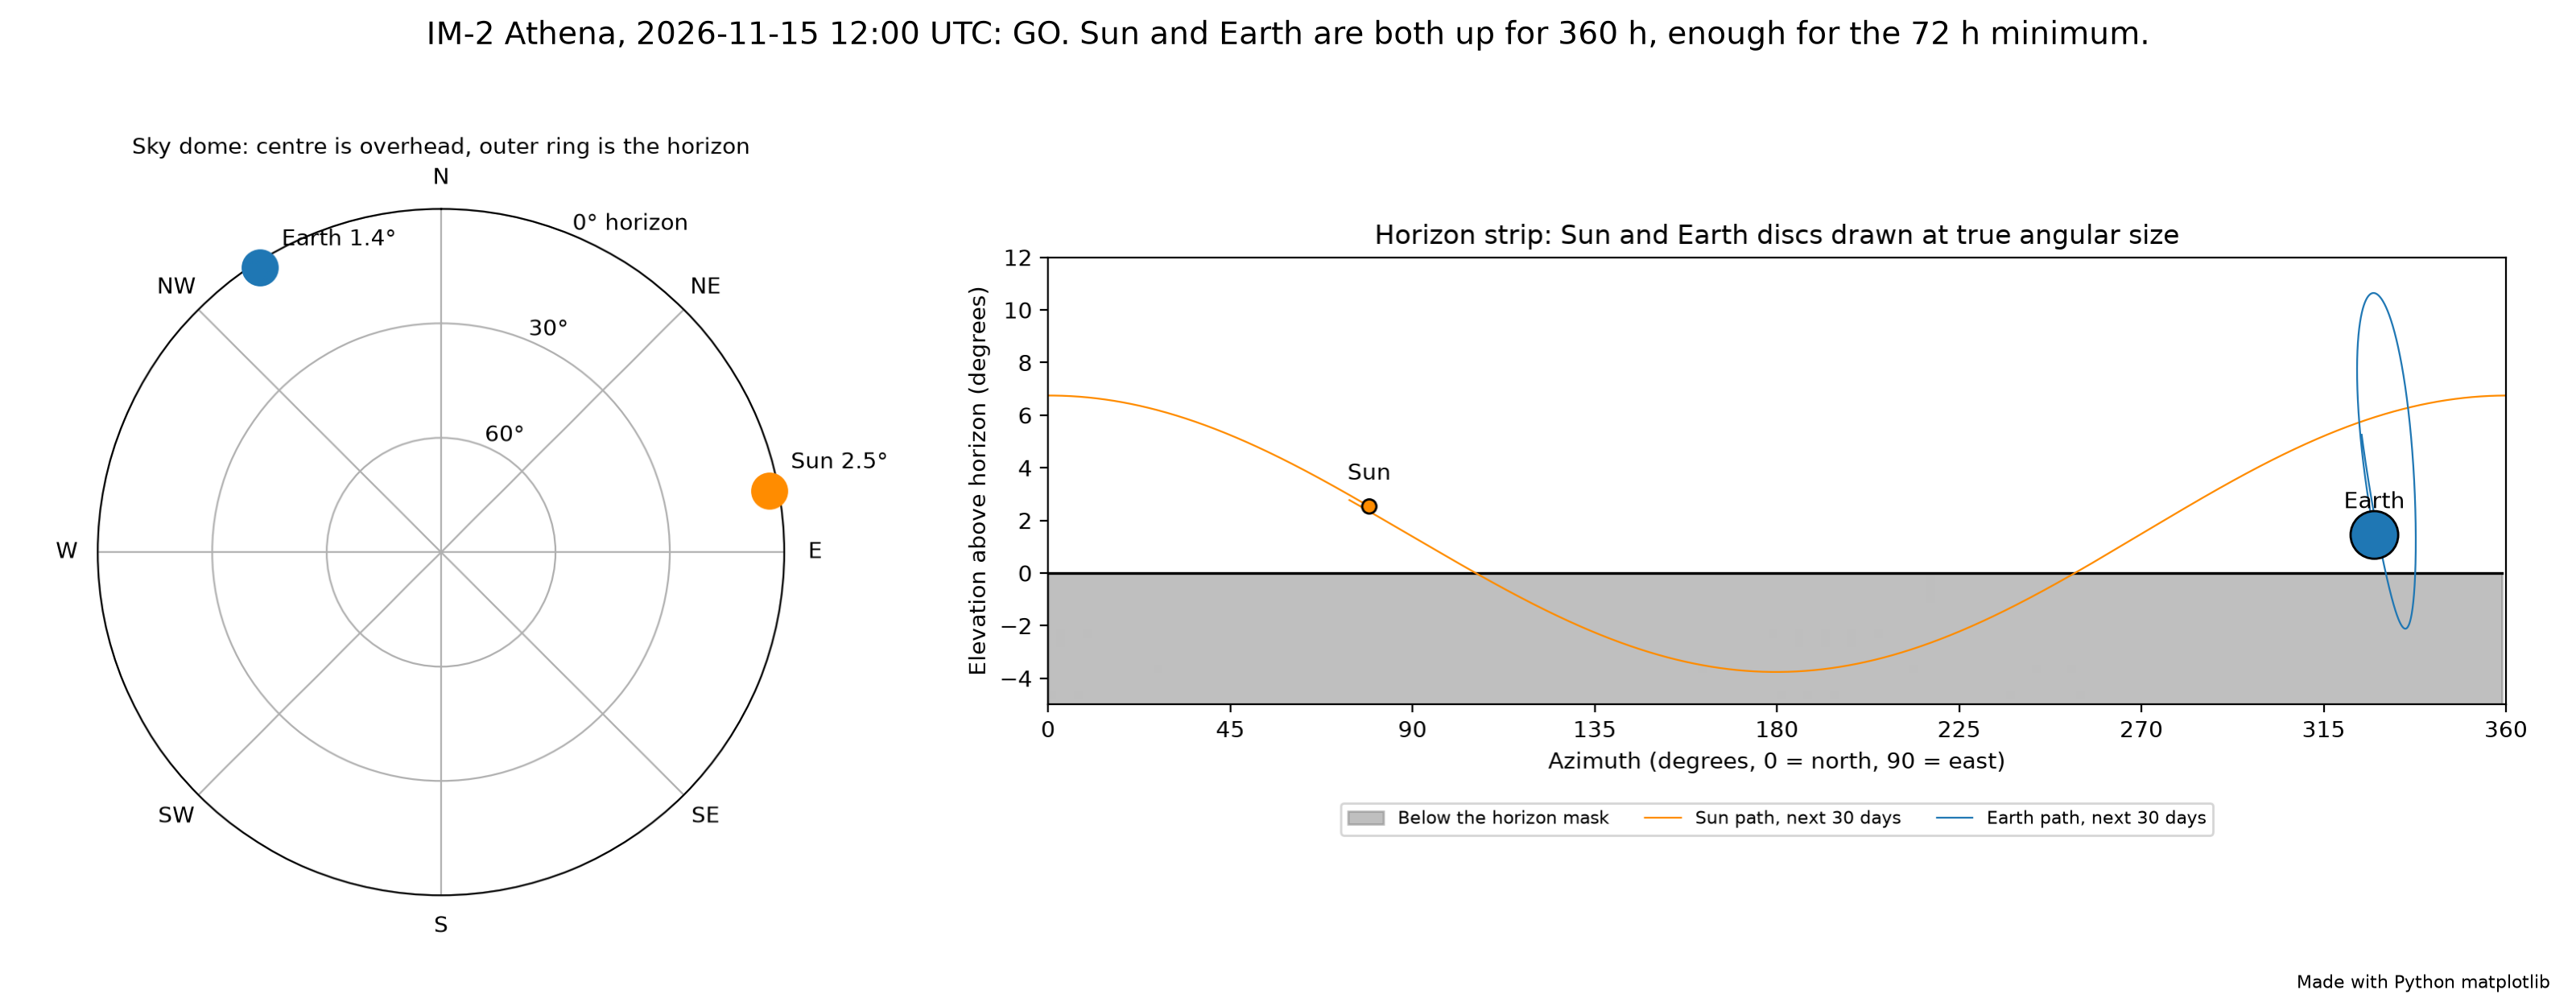 IM-2 Athena, 2026-11-15 12:00 UTC: GO. Sun and Earth are both up for 360 h, enough for the 72 h minimum.
Sky dome: centre is overhead, outer ring is the horizon
N
0° horizon
Earth 1.4°
NW
NE
30°
60°
Sun 2.5°
W
E
SW
SE
S
Horizon strip: Sun and Earth discs drawn at true angular size
Elevation above horizon (degrees)
12
10
8
6
4
2
0
−2
−4
Sun
Earth
0 45 90 135 180 225 270 315 360
Azimuth (degrees, 0 = north, 90 = east)
Below the horizon mask Sun path, next 30 days Earth path, next 30 days
Made with Python matplotlib